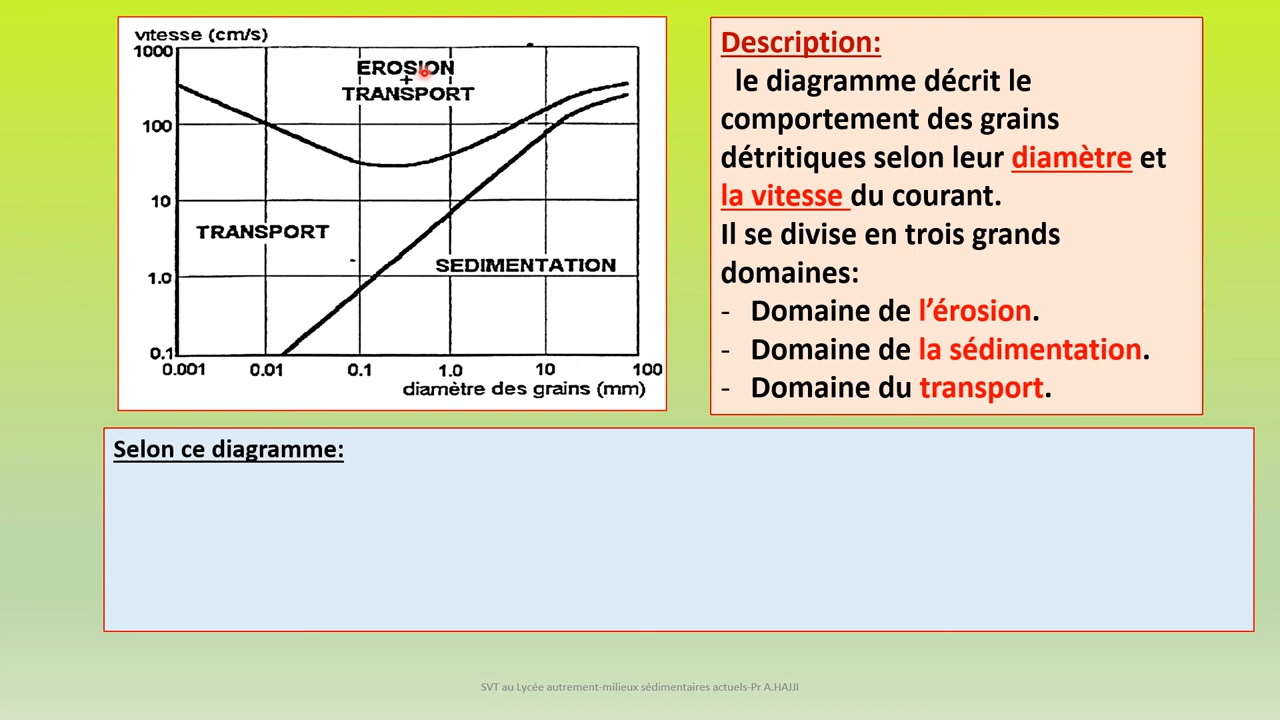 vitesse (cm/s)
1000
100
10
1.0
0.1
EROSION
+
TRANSPORT
TRANSPORT
SEDIMENTATION
0.001 0.01 0.1 1.0 10 100
diamètre des grains (mm)
Description:
le diagramme décrit le
comportement des grains
détritiques selon leur diamètre et
la vitesse du courant.
Il se divise en trois grands
domaines:
- Domaine de l’érosion.
- Domaine de la sédimentation.
- Domaine du transport.
Selon ce diagramme:
SVT au Lycée autrement-milieux sédimentaires actuels-Pr A.HAJJI